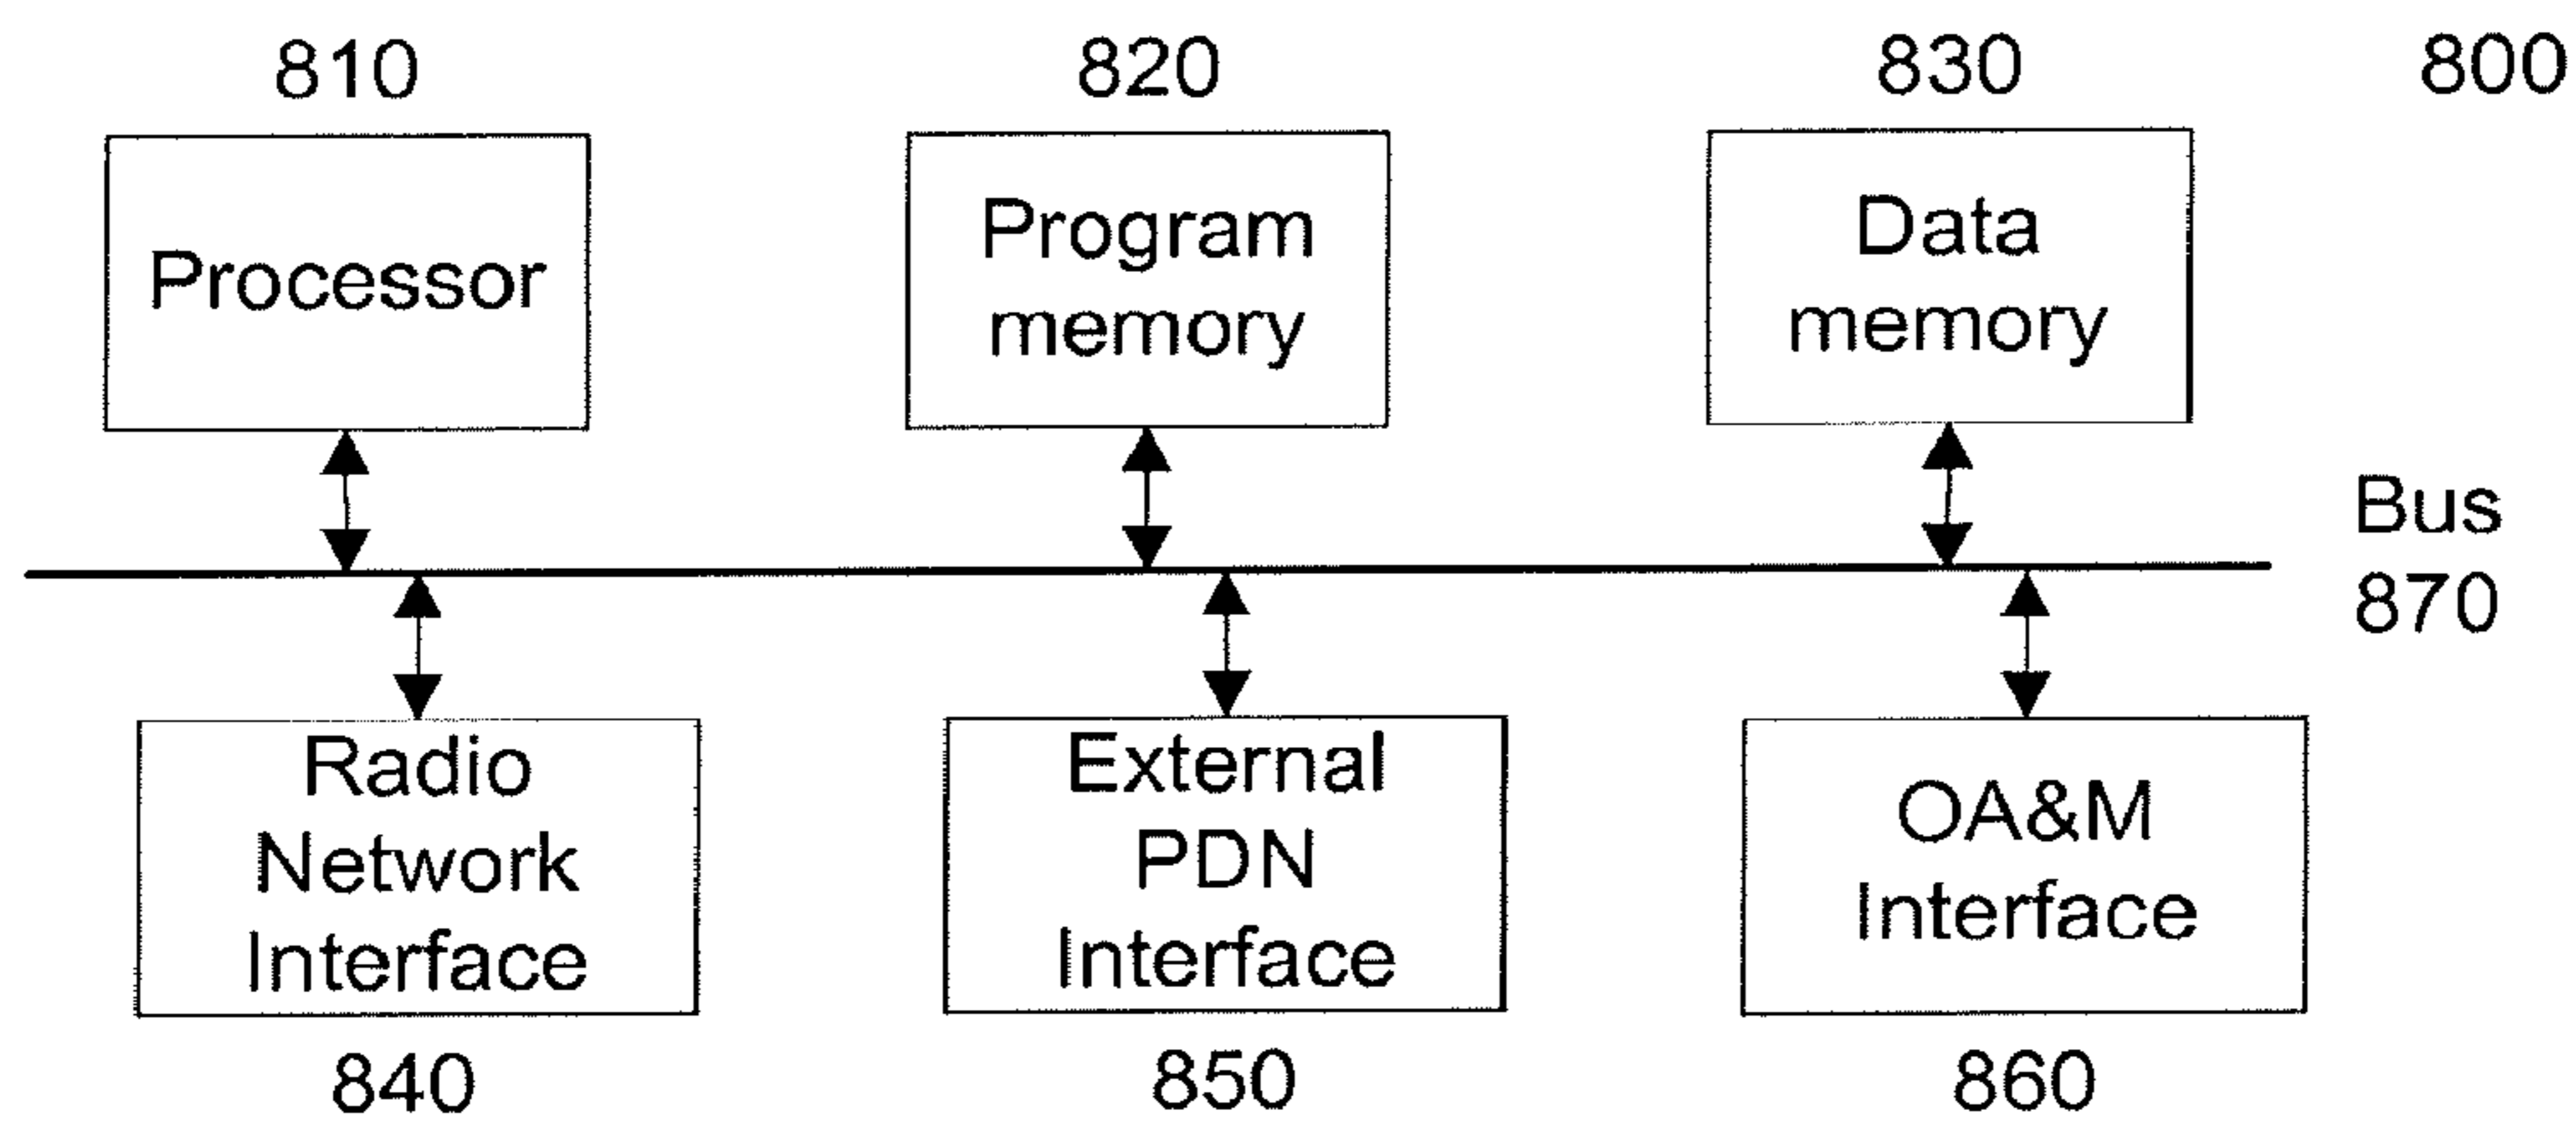 810
820
830
800
Processor
Program
memory
Data
memory
Bus
870
Radio
Network
Interface
External
PDN
Interface
OA&M
Interface
840
850
860